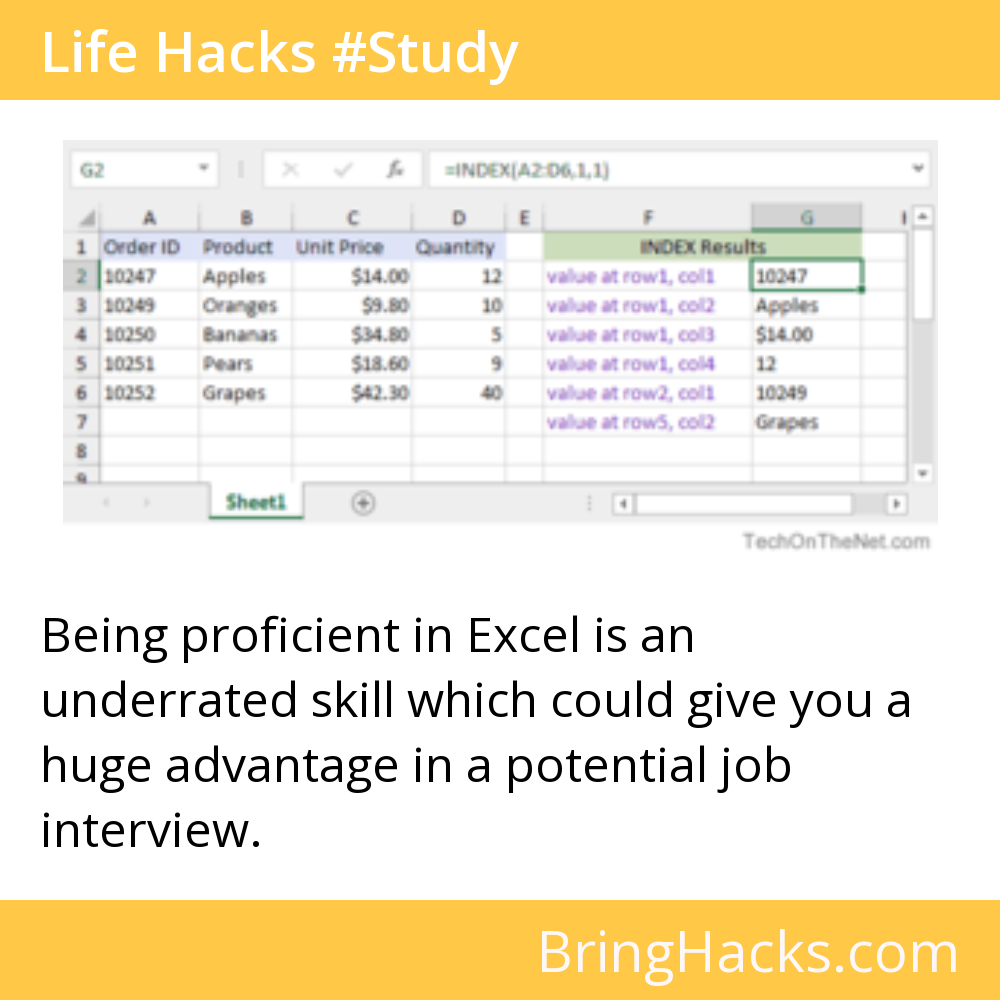 Life Hacks #Study
G2 fx =INDEX(A2:D6,1,1)
A B C D E F G
1 Order ID Product Unit Price Quantity INDEX Results
2 10247 Apples $14.00 12 value at row1, col1 10247
3 10249 Oranges $9.80 10 value at row1, col2 Apples
4 10250 Bananas $34.80 5 value at row1, col3 $14.00
5 10251 Pears $18.60 9 value at row1, col4 12
6 10252 Grapes $42.30 40 value at row2, col1 10249
7 value at row5, col2 Grapes
8
9
Sheet1
TechOnTheNet.com
Being proficient in Excel is an
underrated skill which could give you a
huge advantage in a potential job
interview.
BringHacks.com